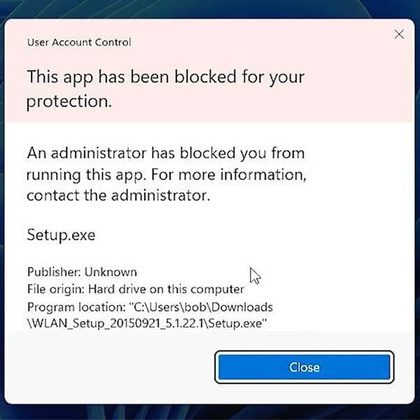 User Account Control
This app has been blocked for your
protection.
An administrator has blocked you from
running this app. For more information,
contact the administrator.
Setup.exe
Publisher: Unknown
File origin: Hard drive on this computer
Program location: "C:\Users\bob\Downloads
\WLAN_Setup_20150921_5.1.22.1\Setup.exe"
Close